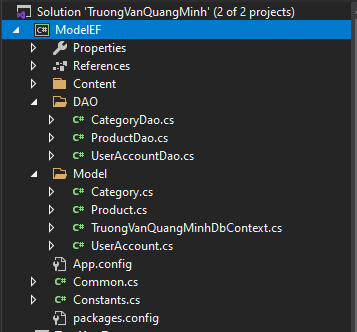 Solution 'TruongVanQuangMinh' (2 of 2 projects)
C# ModelEF
Properties
References
Content
DAO
C# CategoryDao.cs
C# ProductDao.cs
C# UserAccountDao.cs
Model
C# Category.cs
C# Product.cs
C# TruongVanQuangMinhDbContext.cs
C# UserAccount.cs
App.config
C# Common.cs
C# Constants.cs
packages.config